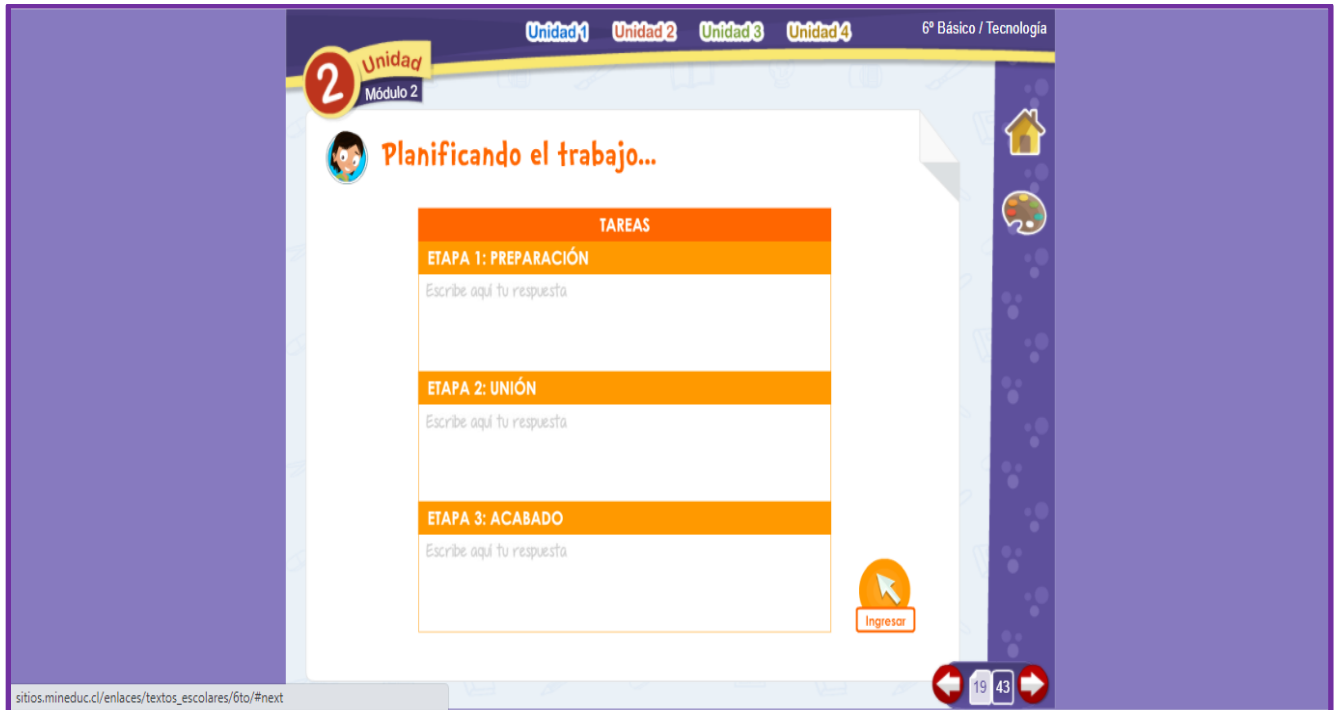 Unidad 1 Unidad 2 Unidad 3 Unidad 4 6º Básico / Tecnología
2 Unidad
Módulo 2
Planificando el trabajo...
TAREAS
ETAPA 1: PREPARACIÓN
Escribe aquí tu respuesta
ETAPA 2: UNIÓN
Escribe aquí tu respuesta
ETAPA 3: ACABADO
Escribe aquí tu respuesta
Ingresar
19 43
sitios.mineduc.cl/enlaces/textos_escolares/6to/#next